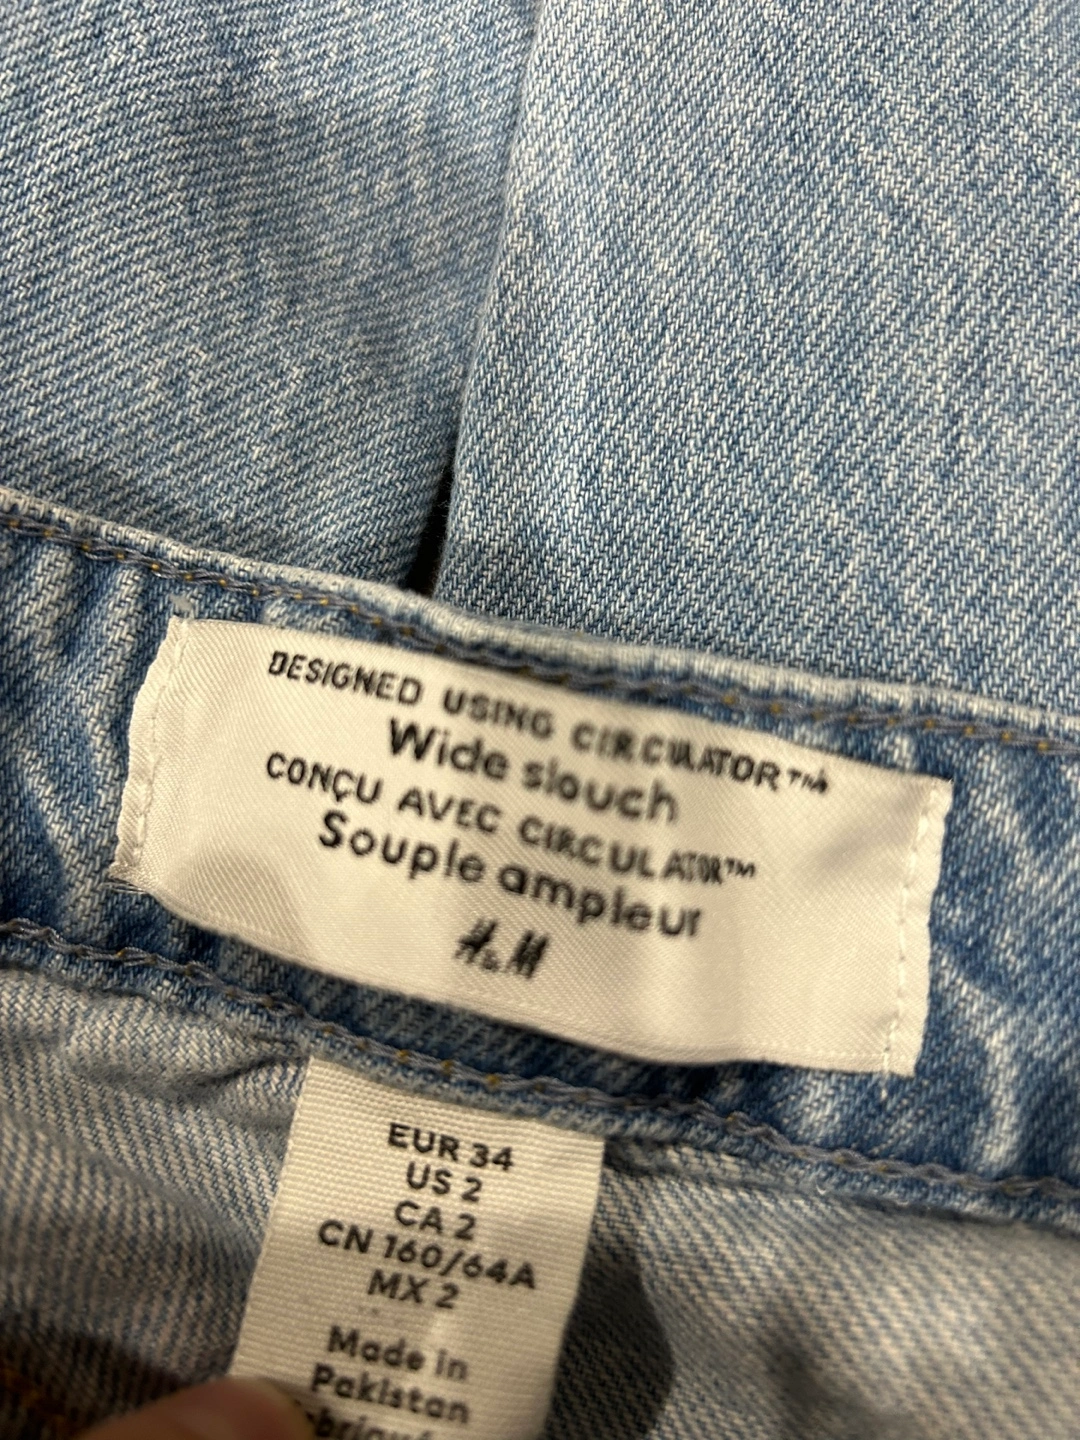 DESIGNED USING CIRCULATOR™
Wide slouch
CONÇU AVEC CIRCULATOR™
Souple ampleur
H&M
EUR 34
US 2
CA 2
CN 160/64A
MX 2
Made in
Pakistan